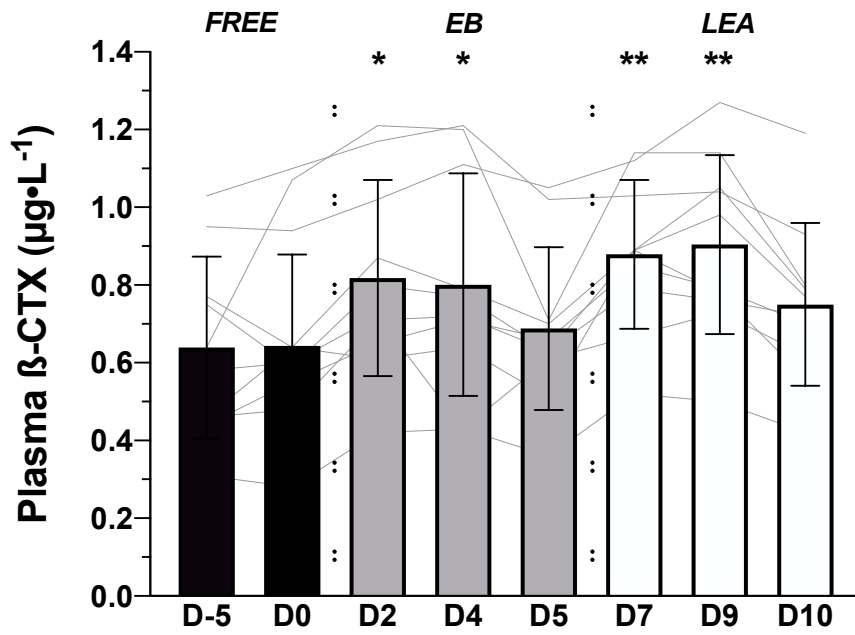 FREE EB LEA
* * ** **
Plasma ß-CTX (µg•L-1)
1.4
1.2
1.0
0.8
0.6
0.4
0.2
0.0
D-5 D0 D2 D4 D5 D7 D9 D10